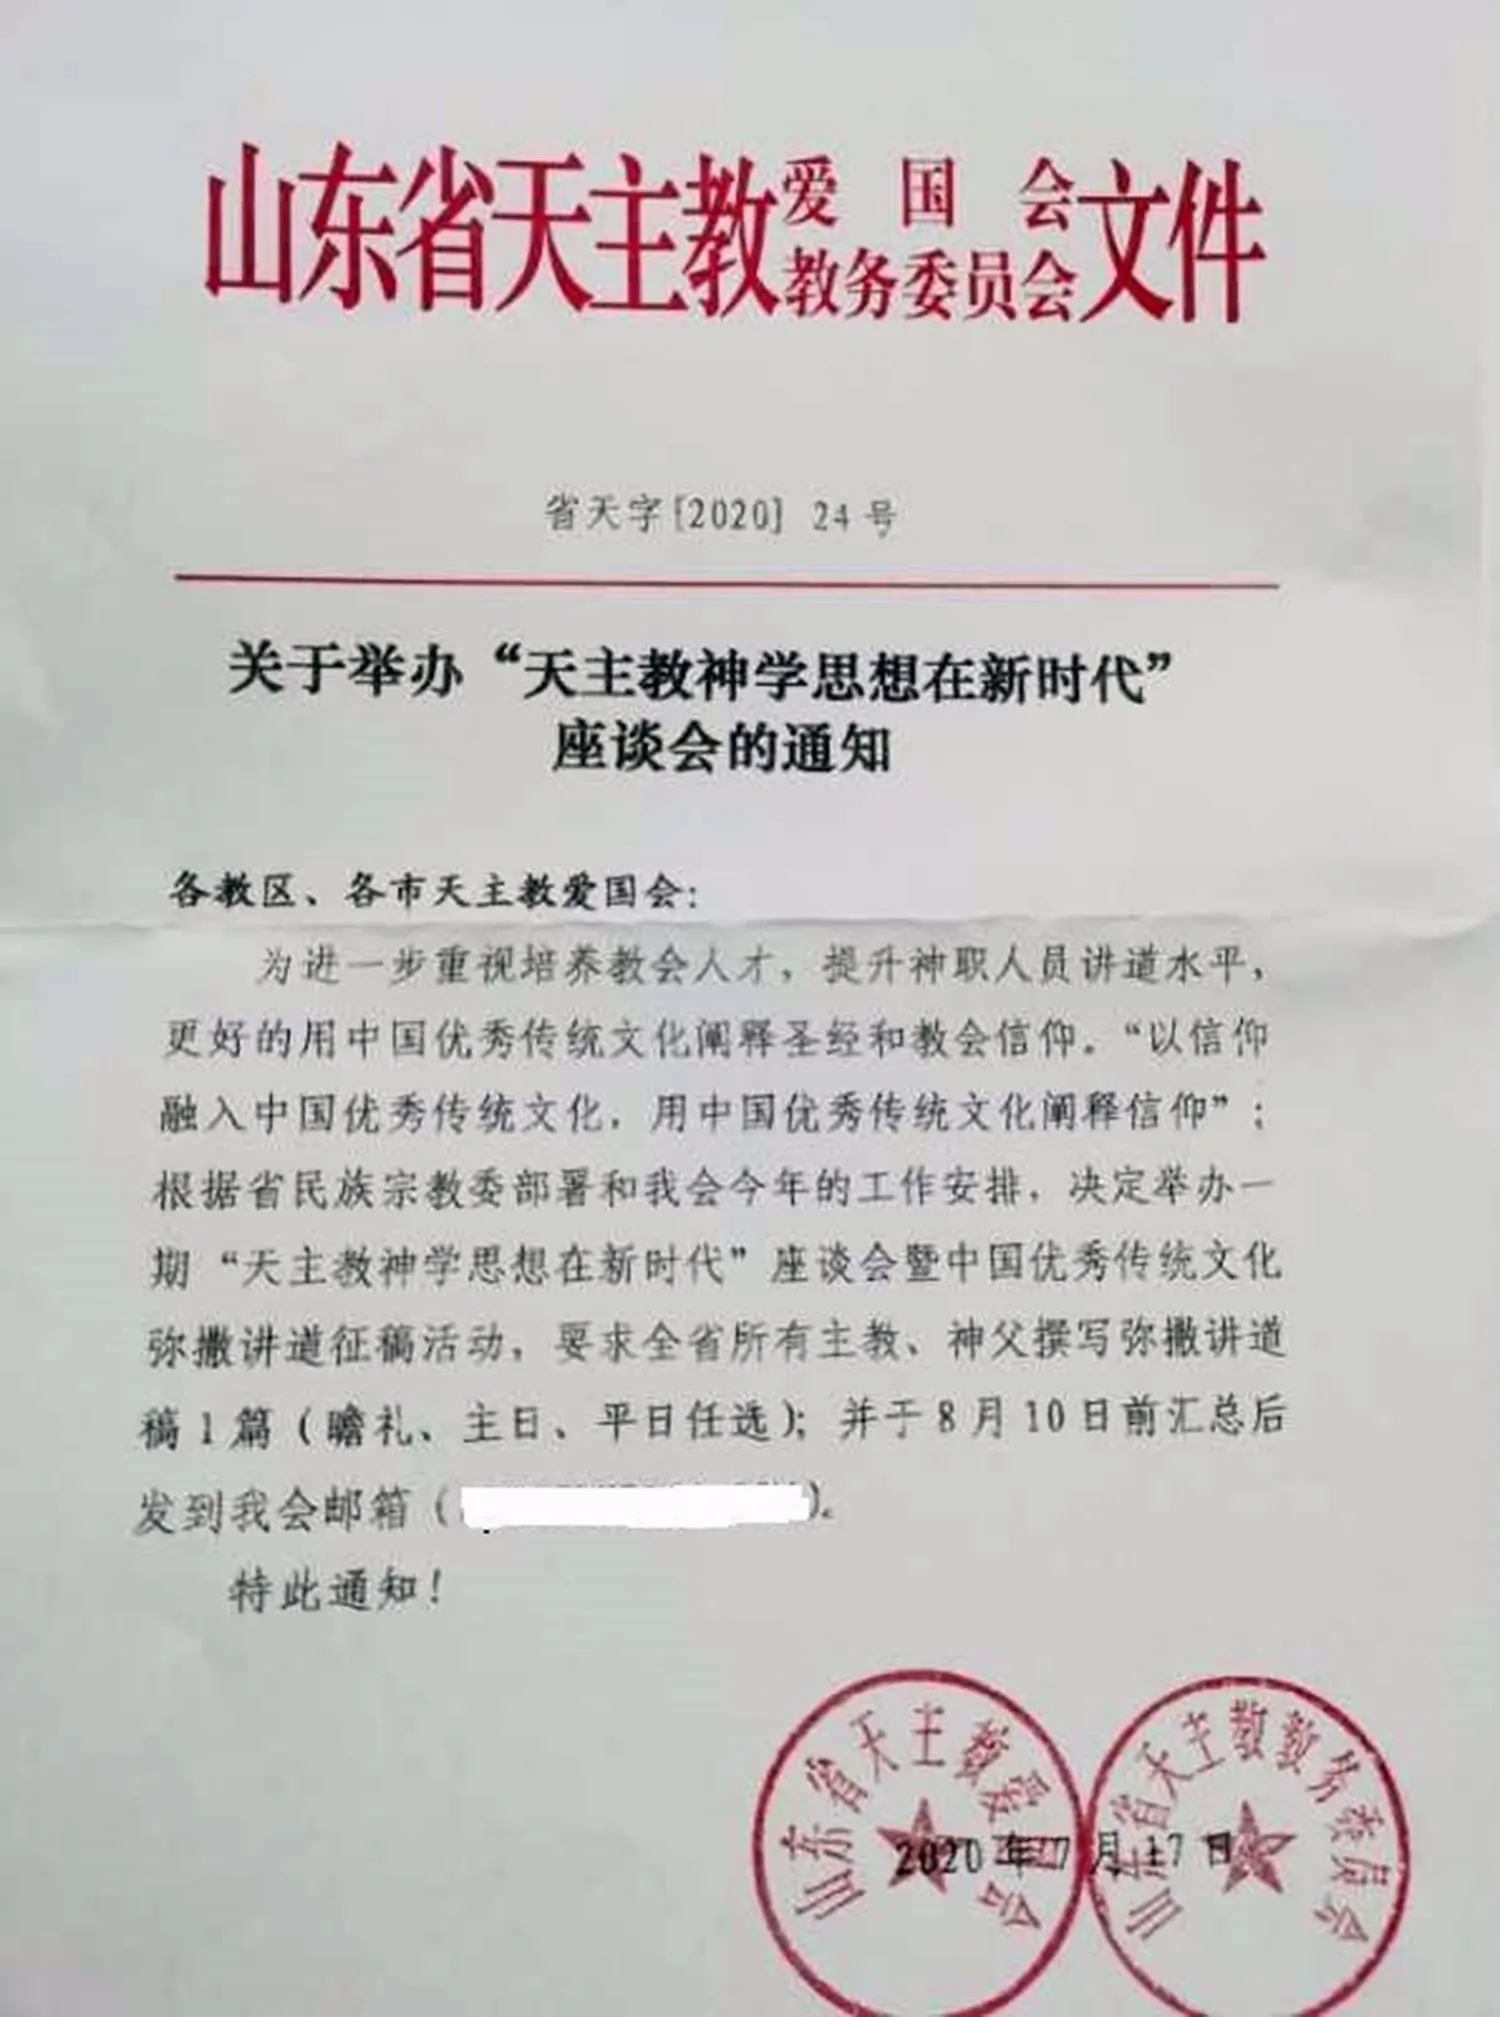 山东省天主教爱国会教务委员会文件
省天字[2020] 24号
关于举办“天主教神学思想在新时代”
座谈会的通知
各教区、各市天主教爱国会：
为进一步重视培养教会人才，提升神职人员讲道水平，
更好的用中国优秀传统文化阐释圣经和教会信仰。“以信仰
融入中国优秀传统文化，用中国优秀传统文化阐释信仰”；
根据省民族宗教委部署和我会今年的工作安排，决定举办一
期“天主教神学思想在新时代”座谈会暨中国优秀传统文化
弥撒讲道征稿活动，要求全省所有主教、神父撰写弥撒讲道
稿1篇（瞻礼、主日、平日任选）；并于8月10日前汇总后
发到我会邮箱（）。
特此通知！
山东省天主教爱国会
山东省天主教教务委员会
2020年7月17日